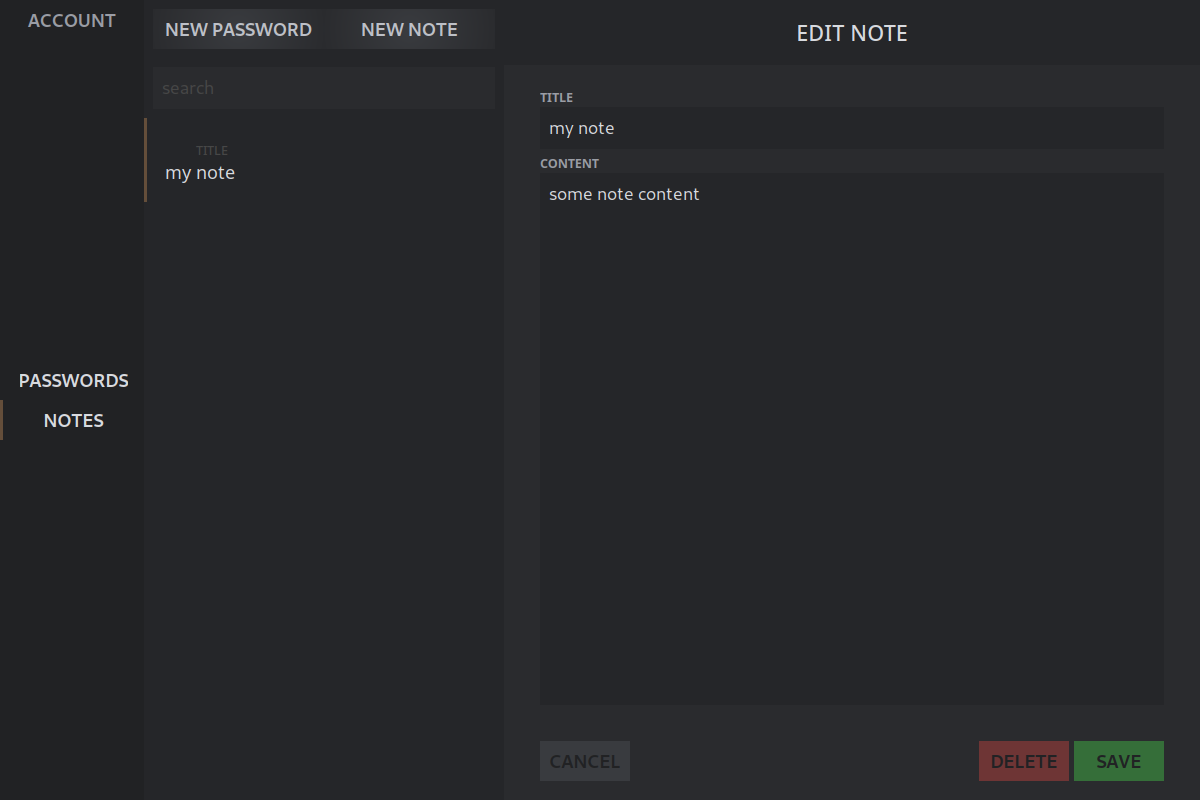 ACCOUNT
PASSWORDS
NOTES
NEW PASSWORD
NEW NOTE
search
TITLE
my note
EDIT NOTE
TITLE
my note
CONTENT
some note content
CANCEL
DELETE
SAVE